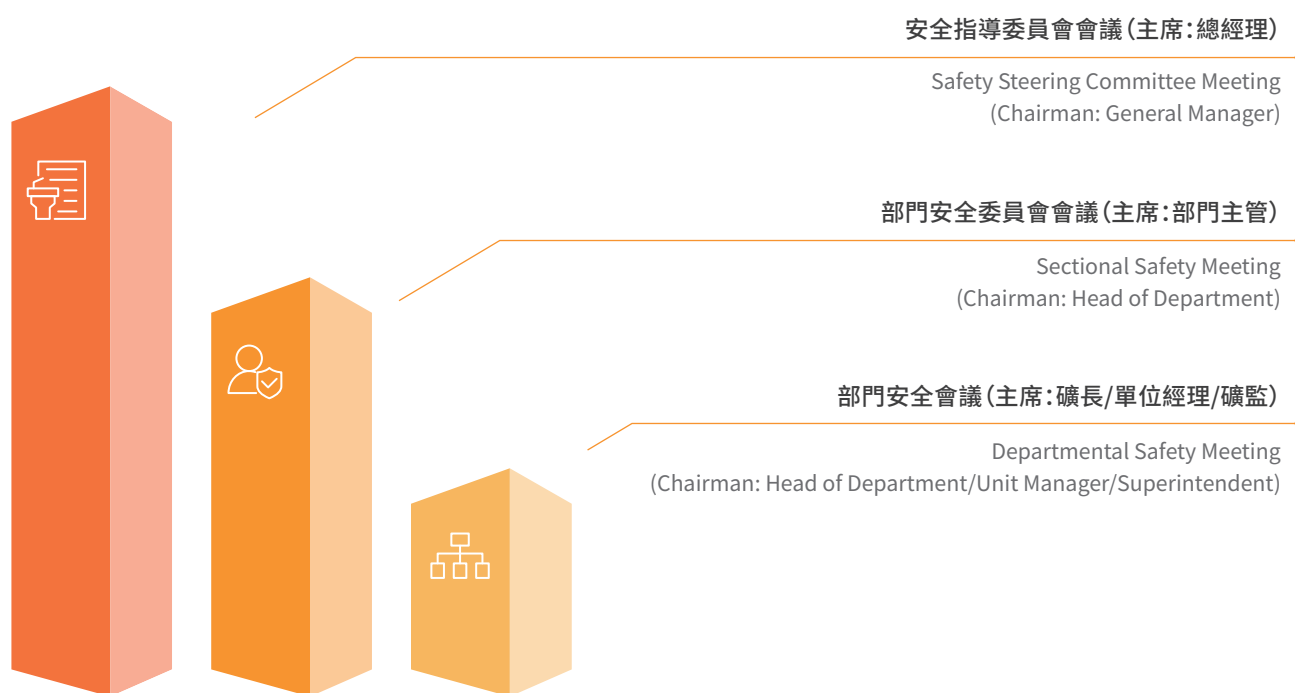 安全指導委員會會議(主席:總經理)
Safety Steering Committee Meeting
(Chairman: General Manager)
部門安全委員會會議(主席:部門主管)
Sectional Safety Meeting
(Chairman: Head of Department)
部門安全會議(主席:礦長/單位經理/礦監)
Departmental Safety Meeting
(Chairman: Head of Department/Unit Manager/Superintendent)